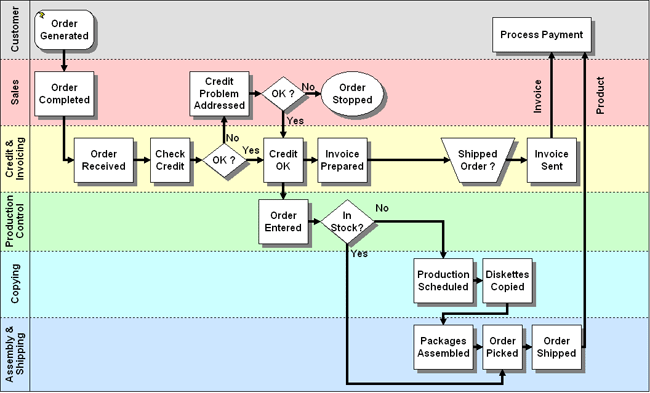 Customer
Order
Generated
Process Payment
Sales
Order
Completed
Credit
Problem
Addressed
OK ?
No
Order
Stopped
Yes
Invoice
Product
Credit &
Invoicing
Order
Received
Check
Credit
OK ?
No
Yes
Credit
OK
Invoice
Prepared
Shipped
Order ?
Invoice
Sent
Production
Control
Order
Entered
In
Stock?
No
Yes
Copying
Production
Scheduled
Diskettes
Copied
Assembly &
Shipping
Packages
Assembled
Order
Picked
Order
Shipped